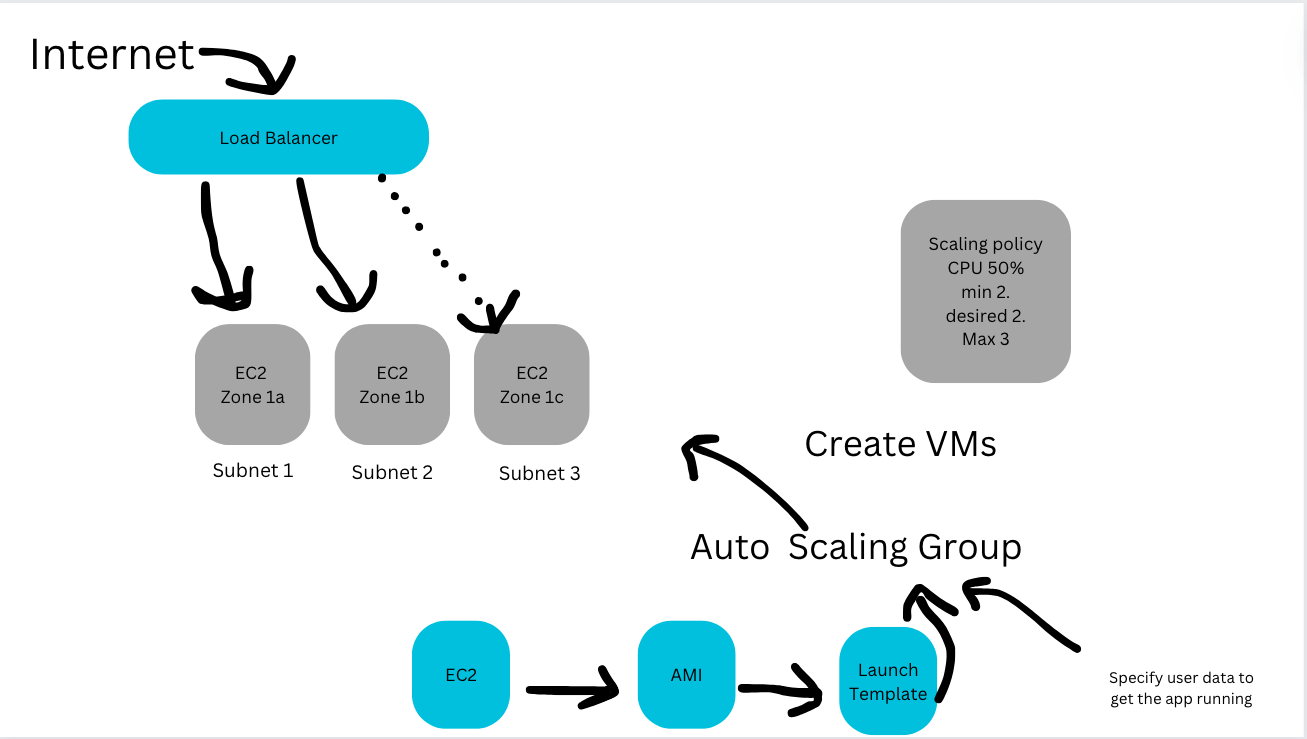 Internet
Load Balancer
Scaling policy
CPU 50%
min 2.
desired 2.
Max 3
EC2
Zone 1a
EC2
Zone 1b
EC2
Zone 1c
Subnet 1
Subnet 2
Subnet 3
Create VMs
Auto Scaling Group
EC2
AMI
Launch
Template
Specify user data to
get the app running